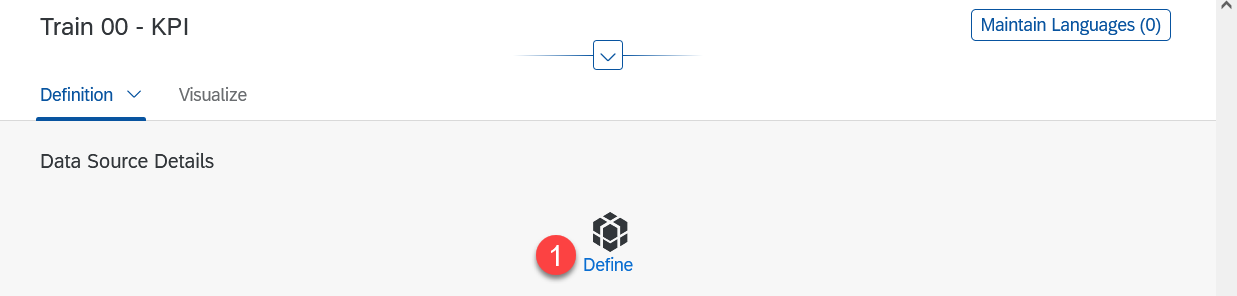 Train 00 - KPI
Maintain Languages (0)
Definition
Visualize
Data Source Details
1
Define